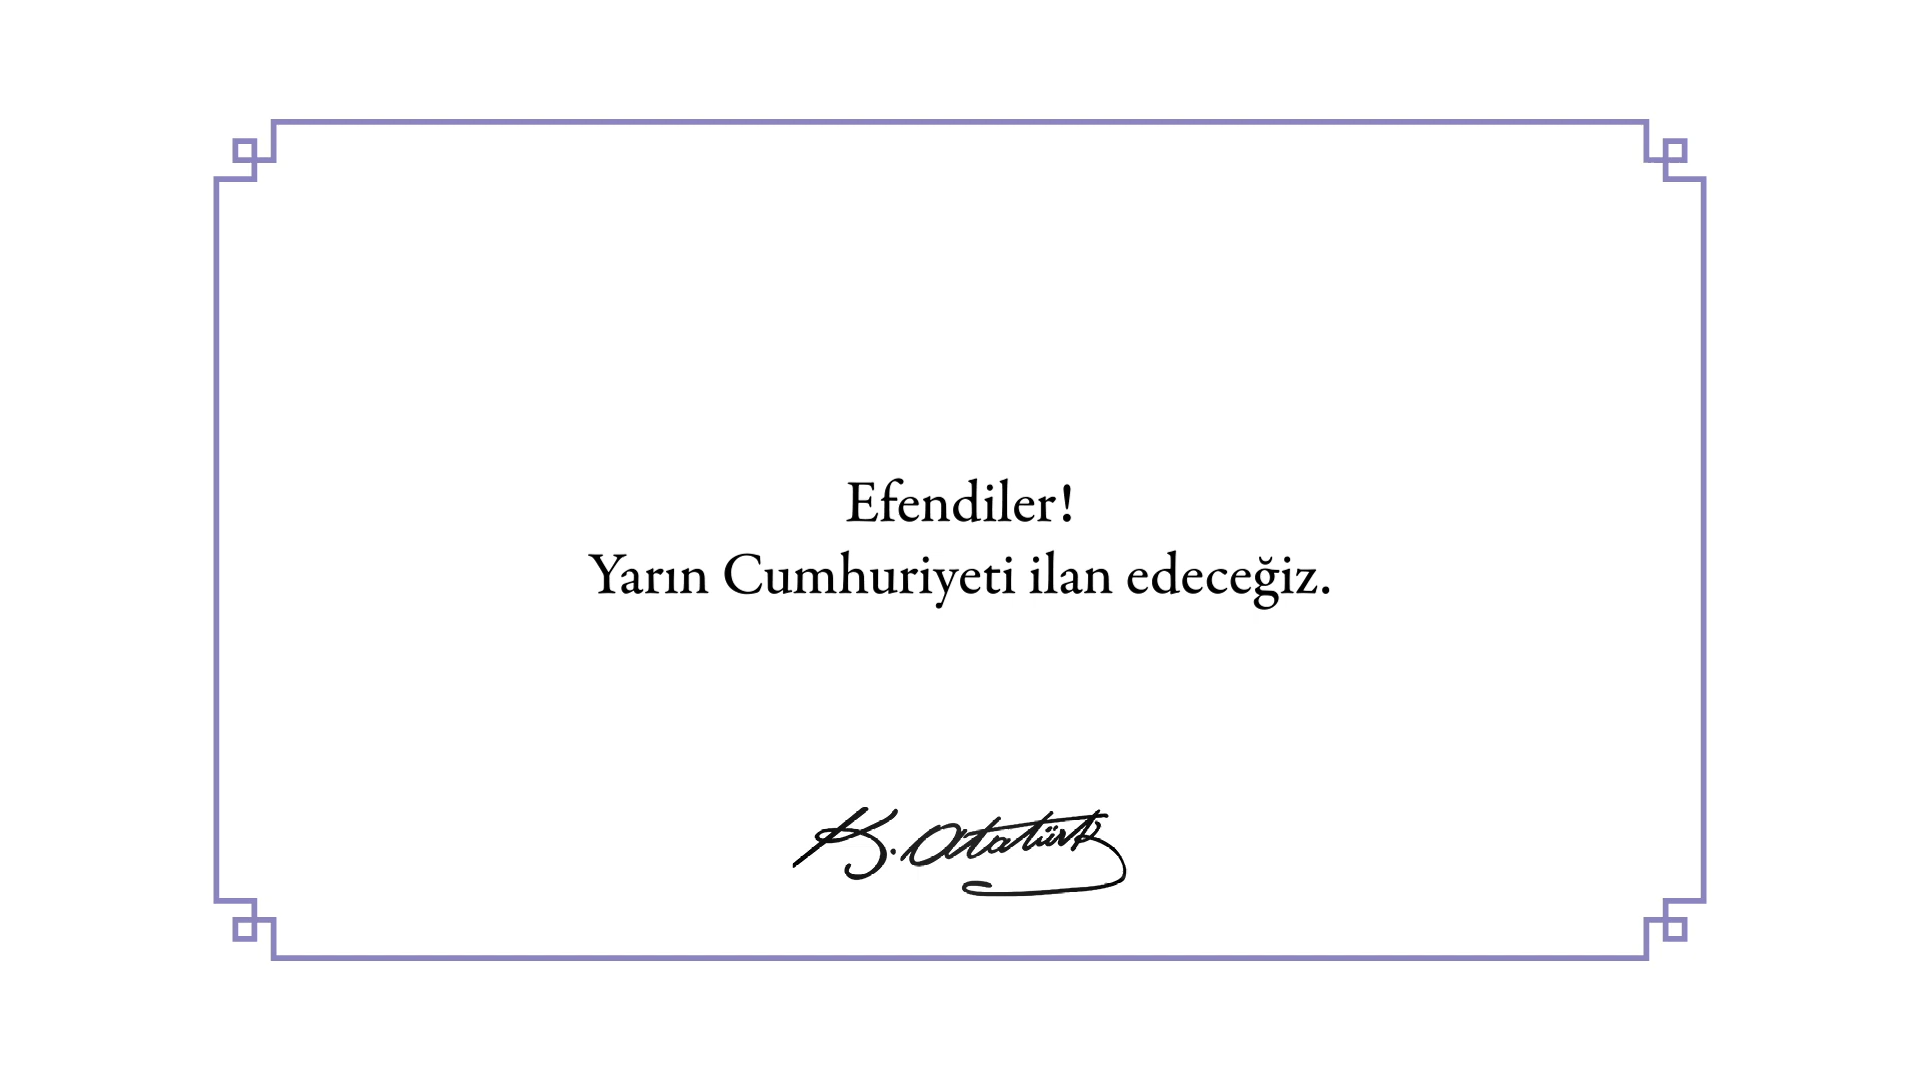 Efendiler!
Yarın Cumhuriyeti ilan edeceğiz.
K. Atatürk